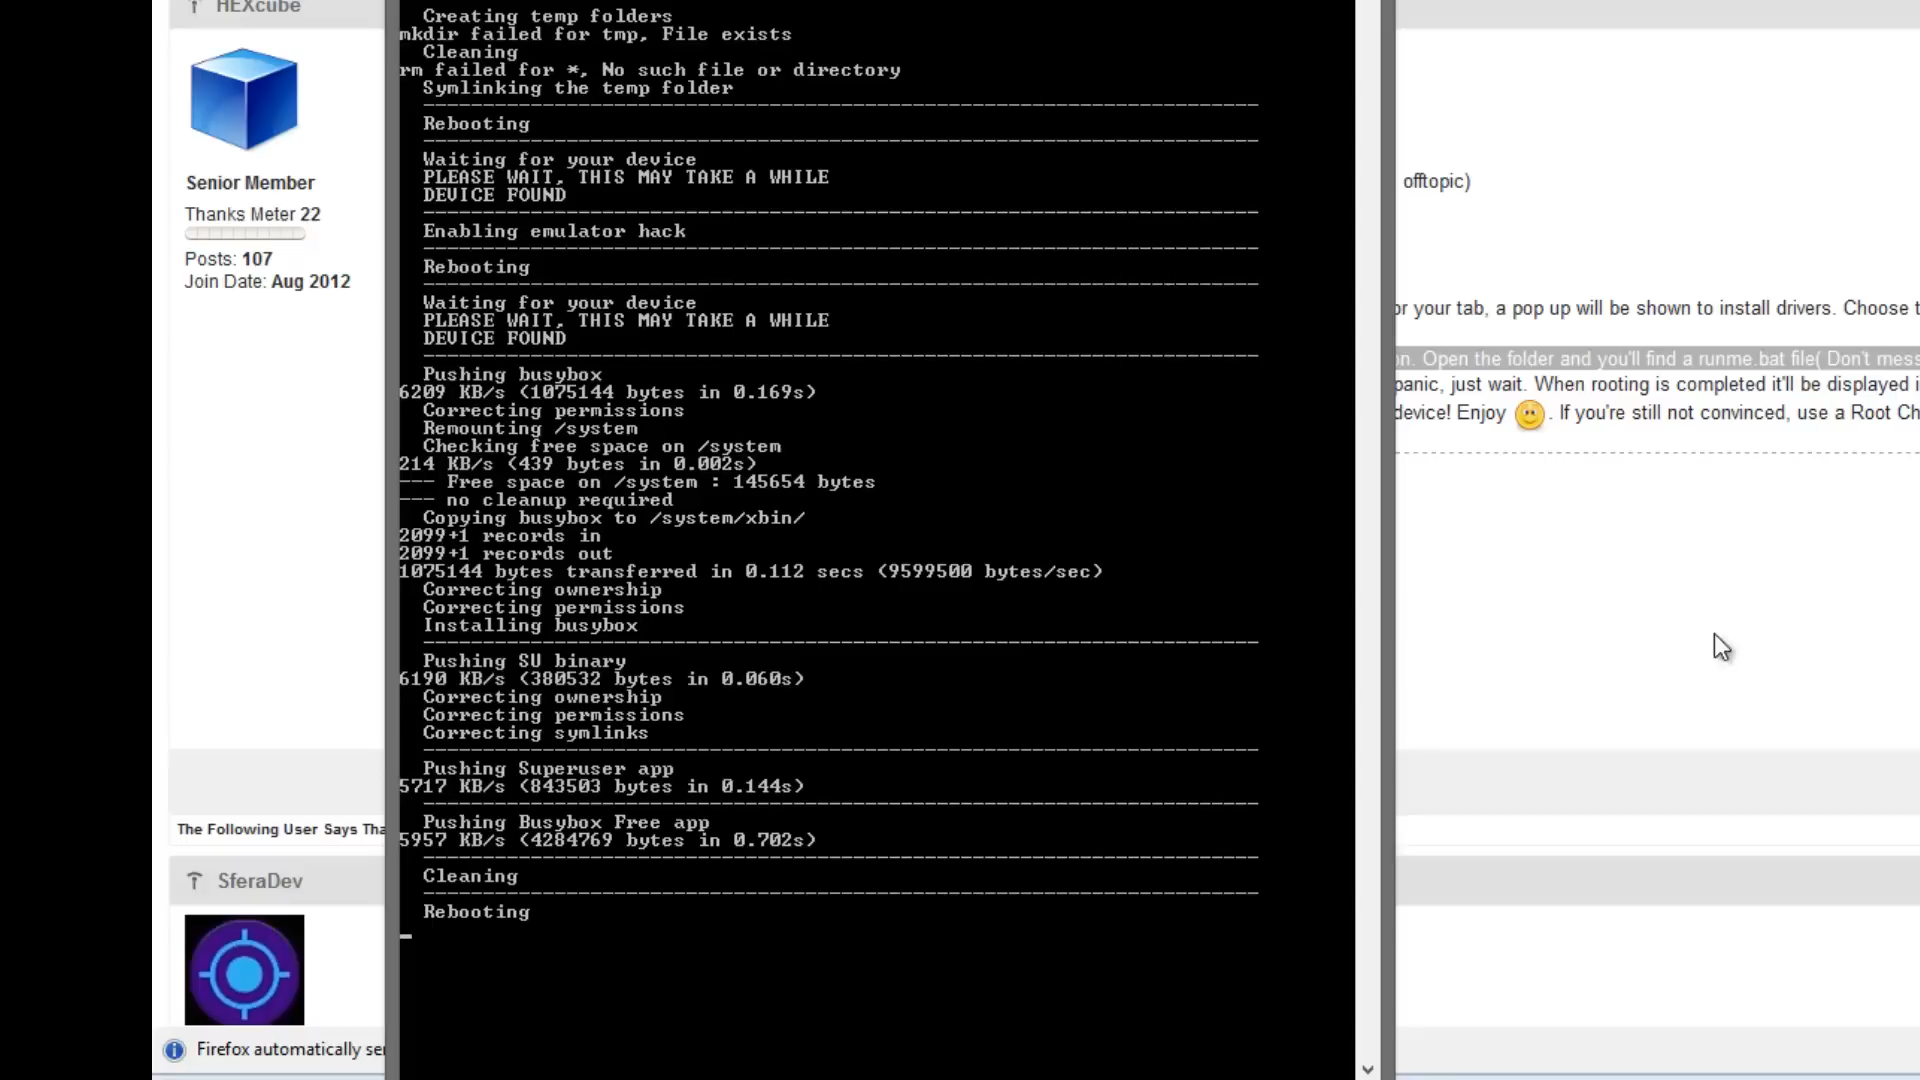 HEXcube
Senior Member
Thanks Meter 22
Posts: 107
Join Date: Aug 2012
The Following User Says Tha
SferaDev
Firefox automatically se
Creating temp folders
mkdir failed for tmp, File exists
Cleaning
rm failed for *, No such file or directory
Symlinking the temp folder
Rebooting
Waiting for your device
PLEASE WAIT, THIS MAY TAKE A WHILE
DEVICE FOUND
Enabling emulator hack
Rebooting
Waiting for your device
PLEASE WAIT, THIS MAY TAKE A WHILE
DEVICE FOUND
Pushing busybox
6209 KB/s (1075144 bytes in 0.169s)
Correcting permissions
Remounting /system
Checking free space on /system
214 KB/s (439 bytes in 0.002s)
--- Free space on /system : 145654 bytes
--- no cleanup required
Copying busybox to /system/xbin/
2099+1 records in
2099+1 records out
1075144 bytes transferred in 0.112 secs (9599500 bytes/sec)
Correcting ownership
Correcting permissions
Installing busybox
Pushing SU binary
6190 KB/s (380532 bytes in 0.060s)
Correcting ownership
Correcting permissions
Correcting symlinks
Pushing Superuser app
5717 KB/s (843503 bytes in 0.144s)
Pushing Busybox Free app
5957 KB/s (4284769 bytes in 0.702s)
Cleaning
Rebooting
offtopic)
or your tab, a pop up will be shown to install drivers. Choose t
on. Open the folder and you'll find a runme.bat file( Don't mess
panic, just wait. When rooting is completed it'll be displayed i
device! Enjoy . If you're still not convinced, use a Root Ch